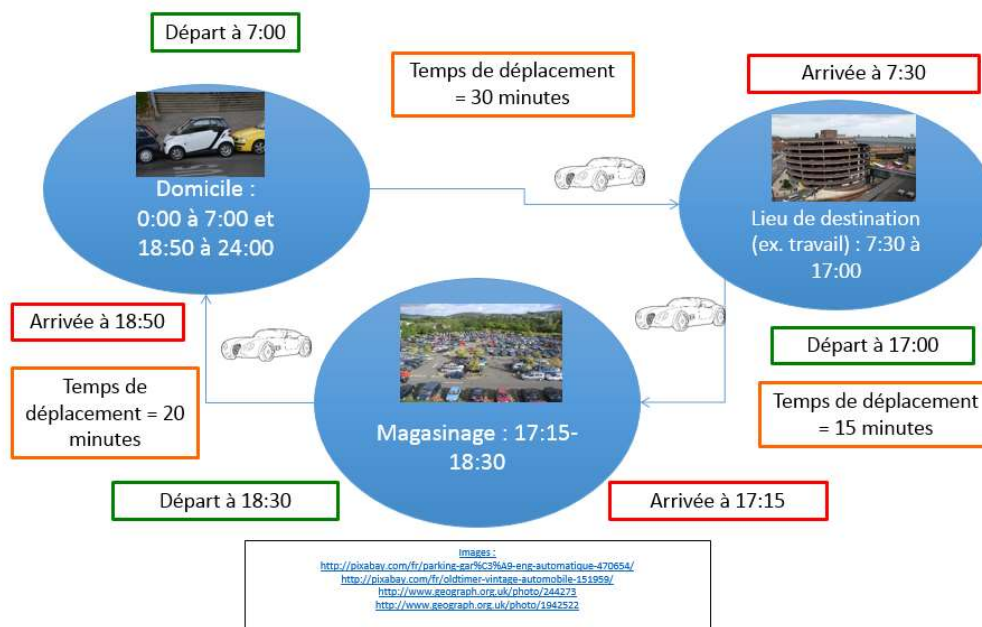 Départ à 7:00
Temps de déplacement
= 30 minutes
Arrivée à 7:30
Domicile :
0:00 à 7:00 et
18:50 à 24:00
Lieu de destination
(ex. travail) : 7:30 à
17:00
Arrivée à 18:50
Départ à 17:00
Temps de
déplacement = 20
minutes
Temps de déplacement
= 15 minutes
Magasinage : 17:15-
18:30
Départ à 18:30
Arrivée à 17:15
Images :
http://pixabay.com/fr/parking-gar%C3%A9-eng-automatique-470654/
http://pixabay.com/fr/oldtimer-vintage-automobile-151959/
http://www.geograph.org.uk/photo/244273
http://www.geograph.org.uk/photo/1942522